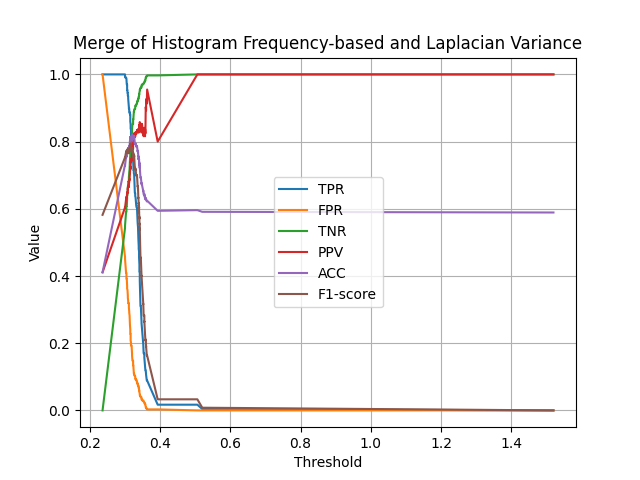 Merge of Histogram Frequency-based and Laplacian Variance
1.0
0.8
0.6
0.4
0.2
0.0
Value
TPR
FPR
TNR
PPV
ACC
F1-score
0.2 0.4 0.6 0.8 1.0 1.2 1.4
Threshold